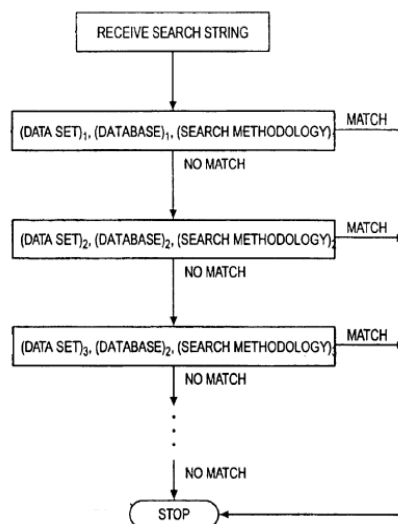 RECEIVE SEARCH STRING
(DATA SET)₁, (DATABASE)₁, (SEARCH METHODOLOGY)₁
MATCH
NO MATCH
(DATA SET)₂, (DATABASE)₂, (SEARCH METHODOLOGY)₂
MATCH
NO MATCH
(DATA SET)₃, (DATABASE)₂, (SEARCH METHODOLOGY)₃
MATCH
NO MATCH
NO MATCH
STOP